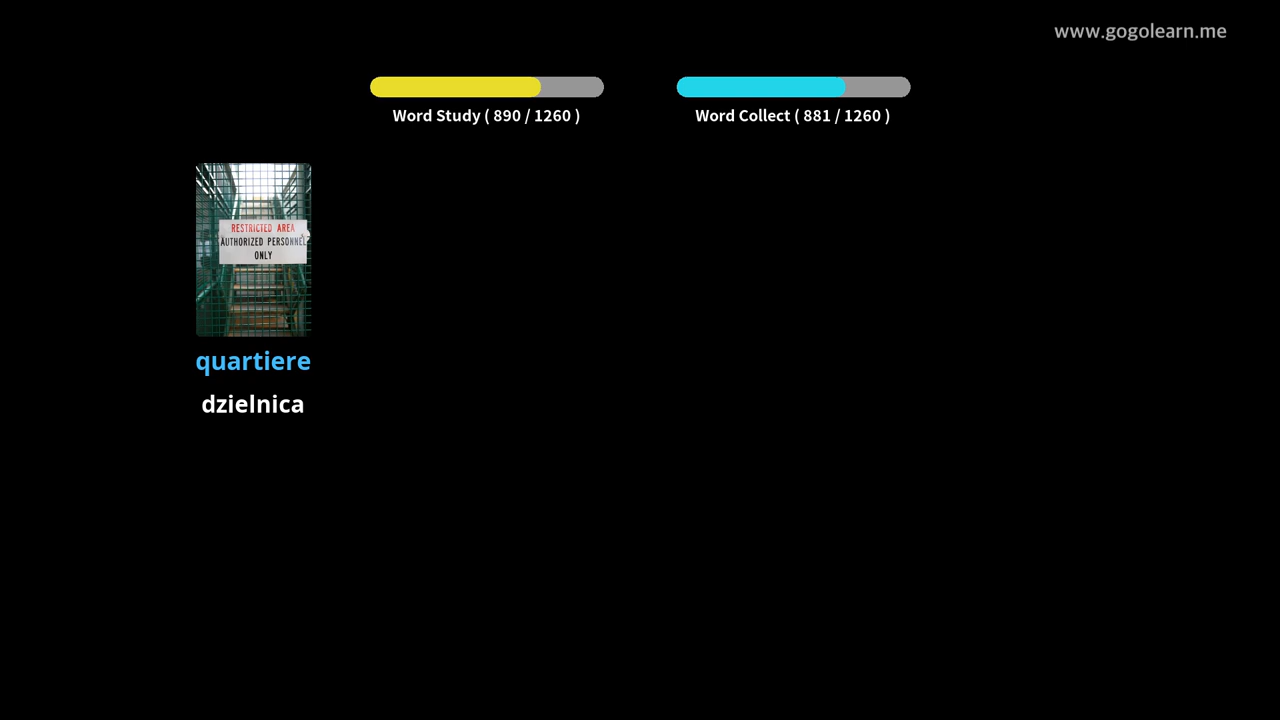 www.gogolearn.me
Word Study ( 890 / 1260 )
Word Collect ( 881 / 1260 )
RESTRICTED AREA
AUTHORIZED PERSONNEL
ONLY
quartiere
dzielnica